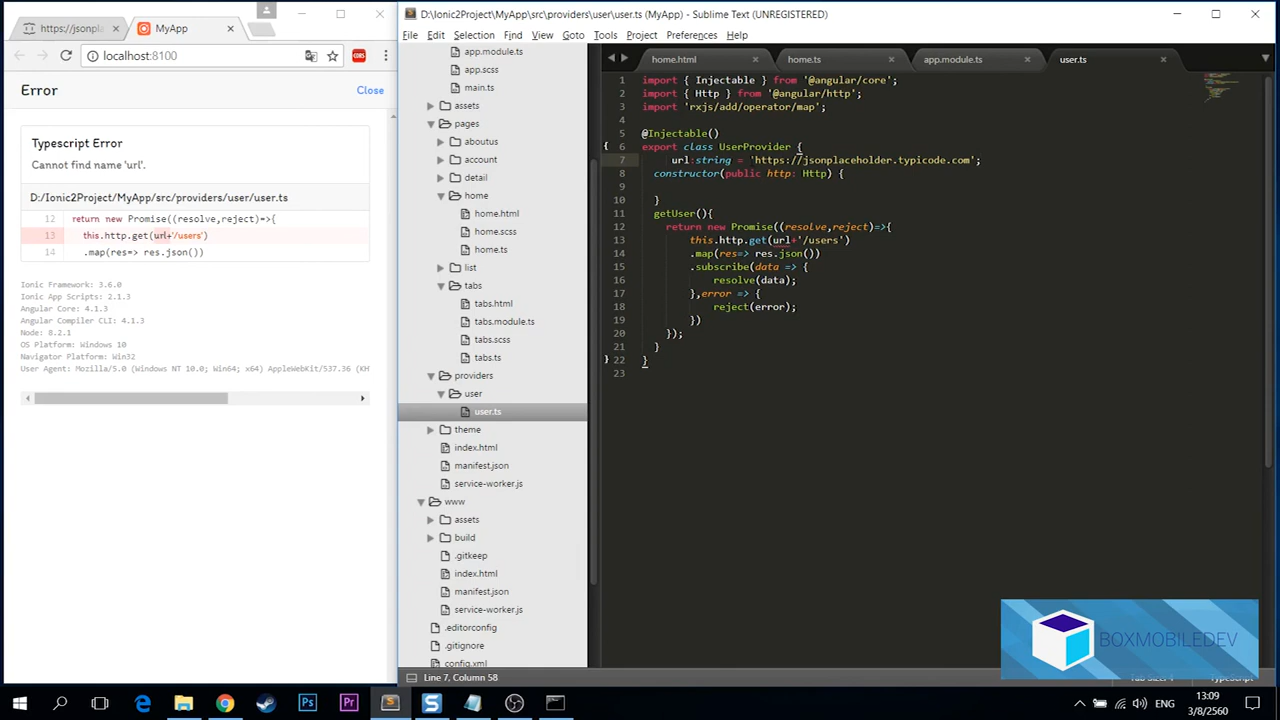 https://jsonpla
MyApp
localhost:8100
Error
Close
Typescript Error
Cannot find name 'url'.
D:/Ionic2Project/MyApp/src/providers/user/user.ts
12 return new Promise((resolve,reject)=>{
13 this.http.get(url+'/users')
14 .map(res=> res.json())
Ionic Framework: 3.6.0
Ionic App Scripts: 2.1.3
Angular Core: 4.1.3
Angular Compiler CLI: 4.1.3
Node: 8.2.1
OS Platform: Windows 10
Navigator Platform: Win32
User Agent: Mozilla/5.0 (Windows NT 10.0; Win64; x64) AppleWebKit/537.36 (KH
D:\Ionic2Project\MyApp\src\providers\user\user.ts (MyApp) - Sublime Text (UNREGISTERED)
File Edit Selection Find View Goto Tools Project Preferences Help
app.module.ts
app.scss
main.ts
assets
pages
aboutus
account
detail
home
home.html
home.scss
home.ts
list
tabs
tabs.html
tabs.module.ts
tabs.scss
tabs.ts
providers
user
user.ts
theme
index.html
manifest.json
service-worker.js
www
assets
build
.gitkeep
index.html
manifest.json
service-worker.js
.editorconfig
.gitignore
config.xml
home.html
home.ts
app.module.ts
user.ts
1 import { Injectable } from '@angular/core';
2 import { Http } from '@angular/http';
3 import 'rxjs/add/operator/map';
4
5 @Injectable()
6 export class UserProvider {
7 url:string = 'https://jsonplaceholder.typicode.com';
8 constructor(public http: Http) {
9
10 }
11 getUser(){
12 return new Promise((resolve,reject)=>{
13 this.http.get(url+'/users')
14 .map(res=> res.json())
15 .subscribe(data => {
16 resolve(data);
17 },error => {
18 reject(error);
19 })
20 });
21 }
22 }
23
BOXMOBILEDEV
Line 7, Column 58
ENG
13:09
3/8/2560